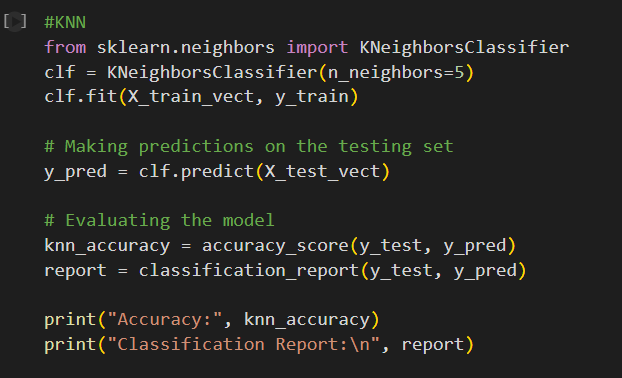 [ ]
#KNN
from sklearn.neighbors import KNeighborsClassifier
clf = KNeighborsClassifier(n_neighbors=5)
clf.fit(X_train_vect, y_train)
# Making predictions on the testing set
y_pred = clf.predict(X_test_vect)
# Evaluating the model
knn_accuracy = accuracy_score(y_test, y_pred)
report = classification_report(y_test, y_pred)
print("Accuracy:", knn_accuracy)
print("Classification Report:\n", report)